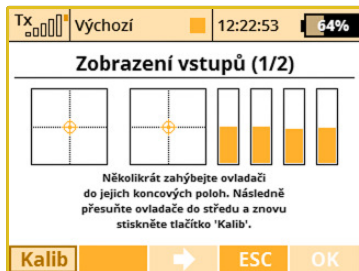 Tx Výchozí 12:22:53 64%
Zobrazení vstupů (1/2)
Několikrát zahýbejte ovladači
do jejich koncových poloh. Následně
přesuňte ovladače do středu a znovu
stiskněte tlačítko 'Kalib'.
Kalib ESC OK